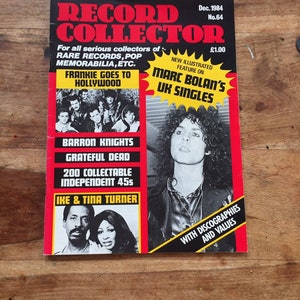 RECORD
COLLECTOR
Dec. 1984
No.64
£1.00
For all serious collectors of -
RARE RECORDS, POP
MEMORABILIA, ETC.
FRANKIE GOES TO
HOLLYWOOD
NEW ILLUSTRATED
FEATURE ON
MARC BOLAN'S
UK SINGLES
BARRON KNIGHTS
GRATEFUL DEAD
200 COLLECTABLE
INDEPENDENT 45s
IKE & TINA TURNER
WITH DISCOGRAPHIES
AND VALUES